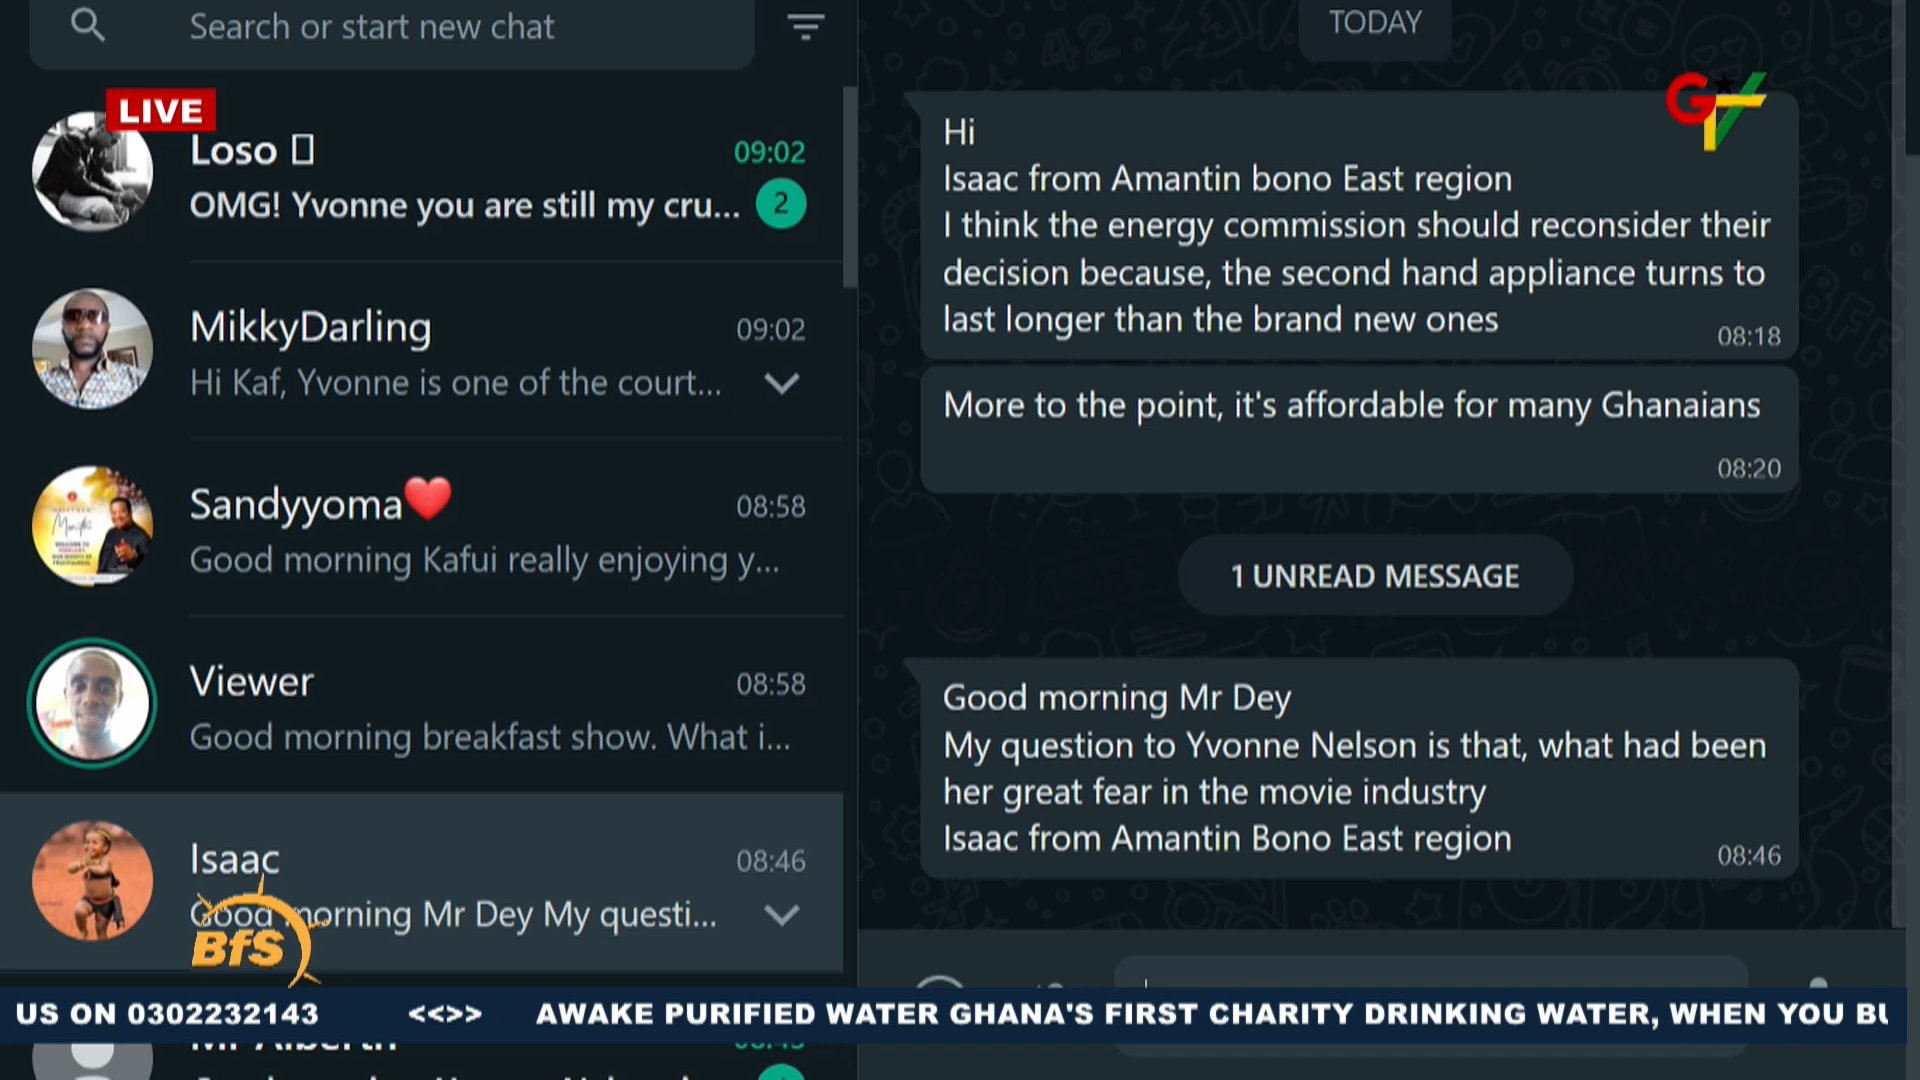 Search or start new chat
LIVE
Loso
09:02
OMG! Yvonne you are still my cru...
2
MikkyDarling
09:02
Hi Kaf, Yvonne is one of the court...
Sandyyoma❤️
08:58
Good morning Kafui really enjoying y...
Viewer
08:58
Good morning breakfast show. What i...
Isaac
08:46
Good morning Mr Dey My questi...
BfS
TODAY
GTV
Hi
Isaac from Amantin bono East region
I think the energy commission should reconsider their
decision because, the second hand appliance turns to
last longer than the brand new ones
08:18
More to the point, it's affordable for many Ghanaians
08:20
1 UNREAD MESSAGE
Good morning Mr Dey
My question to Yvonne Nelson is that, what had been
her great fear in the movie industry
Isaac from Amantin Bono East region
08:46
US ON 0302232143 <<>> AWAKE PURIFIED WATER GHANA'S FIRST CHARITY DRINKING WATER, WHEN YOU BU